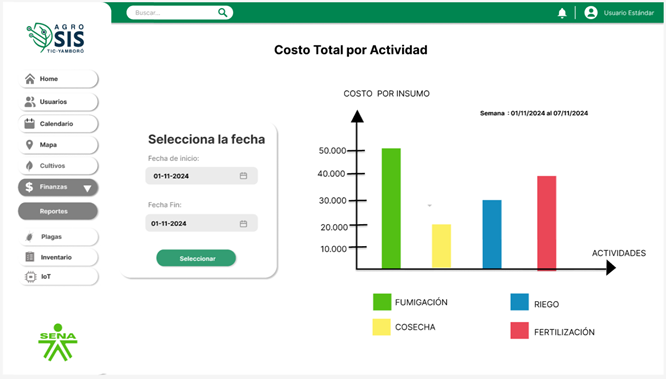 AGRO
SIS
TIC-YAMBORÓ
Buscar...
Usuario Estándar
Home
Usuarios
Calendario
Mapa
Cultivos
$ Finanzas
Reportes
Plagas
Inventario
IoT
SENA
Costo Total por Actividad
Selecciona la fecha
Fecha de inicio:
01-11-2024
Fecha Fin:
01-11-2024
Seleccionar
COSTO POR INSUMO
Semana : 01/11/2024 al 07/11/2024
50.000
40.000
30.000
20.000
10.000
ACTIVIDADES
FUMIGACIÓN
RIEGO
COSECHA
FERTILIZACIÓN